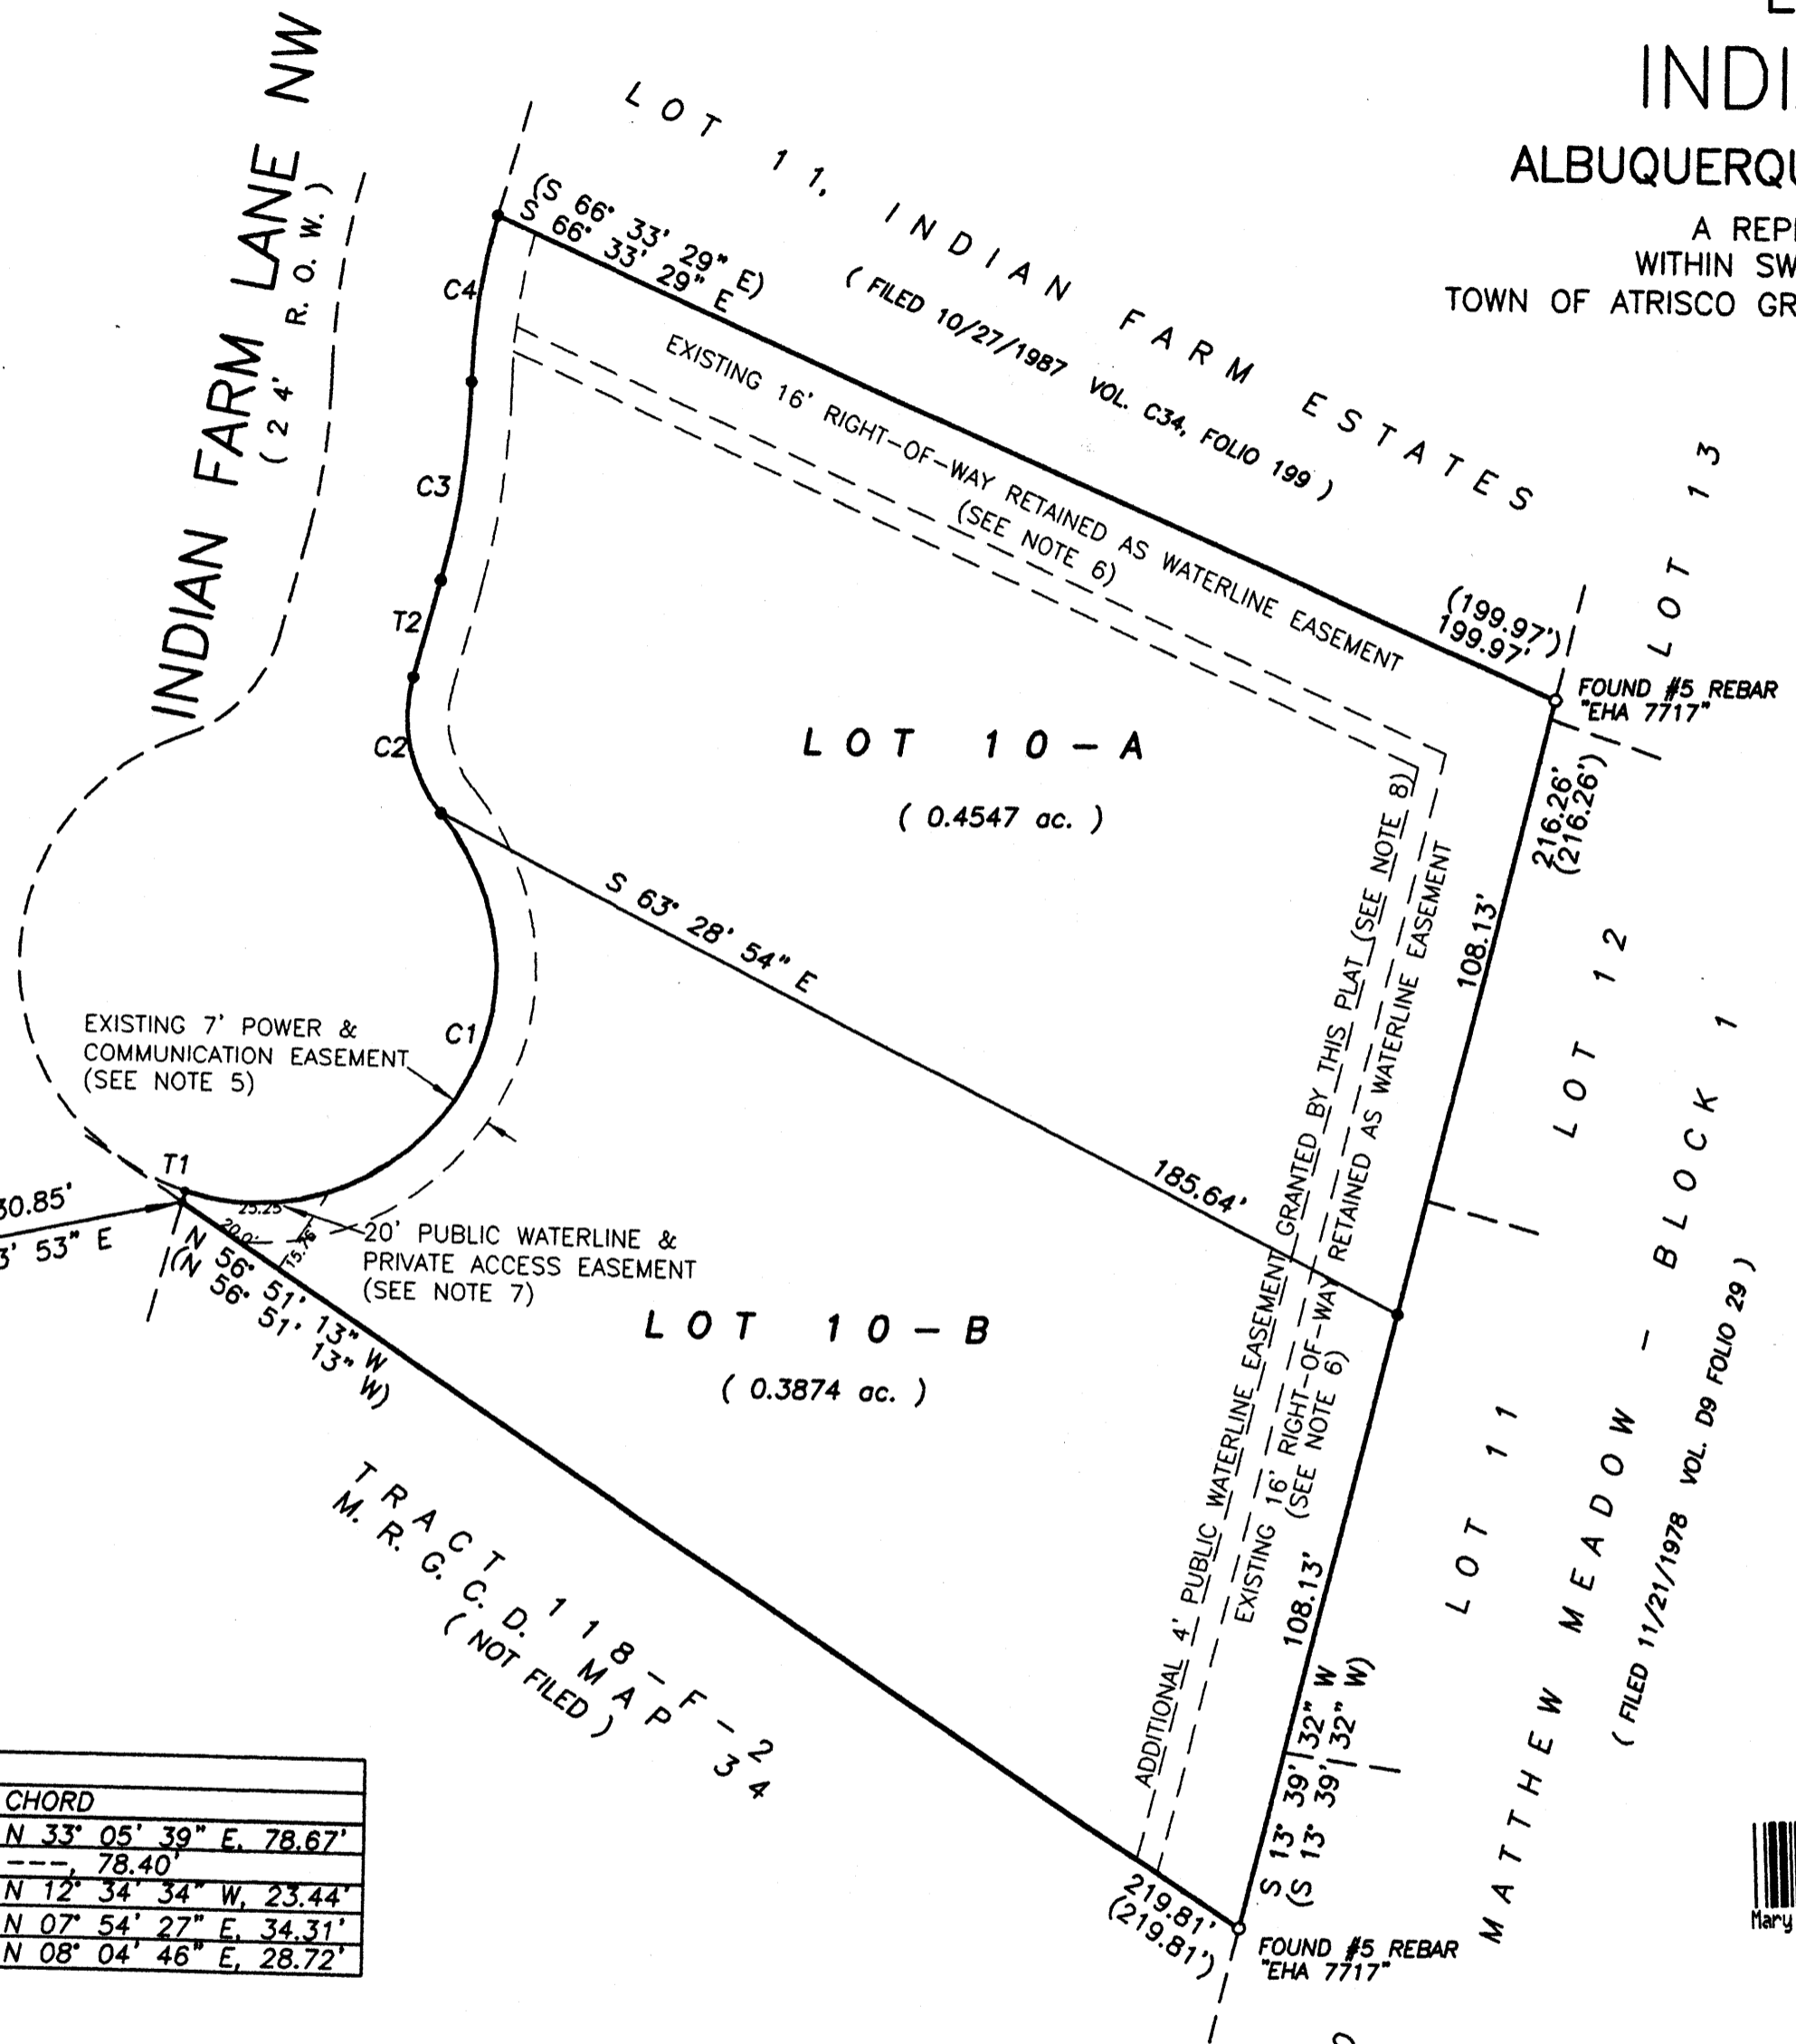 INDI
ALBUQUERQU
A REP
WITHIN SW
TOWN OF ATRISCO GR
INDIAN FARM LANE NW
( 24' R. O. W. )
LOT 11, INDIAN FARM ESTATES
( FILED 10/27/1987 VOL. C34, FOLIO 199 )
(S 66° 33' 29" E)
S 66° 33' 29" E
(199.97')
199.97'
C4
C3
T2
C2
C1
T1
EXISTING 16' RIGHT-OF-WAY RETAINED AS WATERLINE EASEMENT
(SEE NOTE 6)
FOUND #5 REBAR
"EHA 7717"
LOT 13
216.26'
(216.26')
LOT 10-A
( 0.4547 ac. )
108.13'
S 63° 28' 54" E
185.64'
LOT 12
EXISTING 7' POWER &
COMMUNICATION EASEMENT
(SEE NOTE 5)
30.85'
3' 53" E
25.25
20.0'
15.76'
20' PUBLIC WATERLINE &
PRIVATE ACCESS EASEMENT
(SEE NOTE 7)
N 56° 51' 13" W
(N 56° 51' 13" W)
LOT 10-B
( 0.3874 ac. )
ADDITIONAL 4' PUBLIC WATERLINE EASEMENT GRANTED BY THIS PLAT (SEE NOTE 8)
EXISTING 16' RIGHT-OF-WAY RETAINED AS WATERLINE EASEMENT
(SEE NOTE 6)
108.13'
LOT 11
MATTHEW MEADOW - BLOCK 1
( FILED 11/21/1978 VOL. D9 FOLIO 29 )
TRACT 118-F-2
M. R. G. C. D. MAP 34
( NOT FILED )
S 13° 39' 32" W
(S 13° 39' 32" W)
219.81'
(219.81')
FOUND #5 REBAR
"EHA 7717"
CHORD
N 33° 05' 39" E, 78.67'
---, 78.40'
N 12° 34' 34" W, 23.44'
N 07° 54' 27" E, 34.31'
N 08° 04' 46" E, 28.72'
Mary